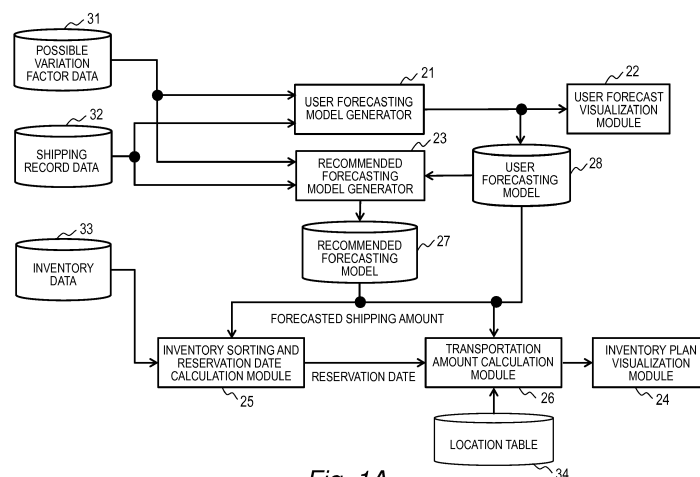 31
POSSIBLE
VARIATION
FACTOR DATA
21
USER FORECASTING
MODEL GENERATOR
22
USER FORECAST
VISUALIZATION
MODULE
32
SHIPPING
RECORD DATA
23
RECOMMENDED
FORECASTING
MODEL GENERATOR
USER
FORECASTING
MODEL
28
33
INVENTORY
DATA
RECOMMENDED
FORECASTING
MODEL
27
FORECASTED SHIPPING AMOUNT
INVENTORY SORTING AND
RESERVATION DATE
CALCULATION MODULE
25
RESERVATION DATE
TRANSPORTATION
AMOUNT CALCULATION
MODULE
26
INVENTORY PLAN
VISUALIZATION
MODULE
24
LOCATION TABLE
34
Fig. 1A